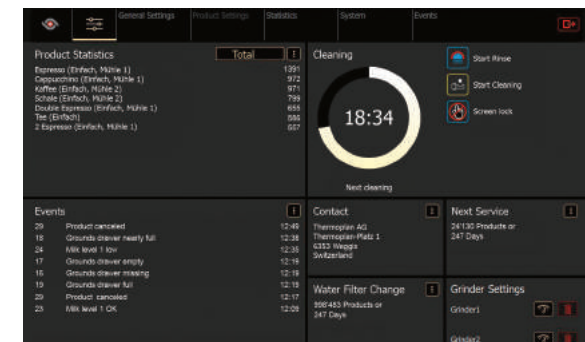 General Settings
Product Settings
Statistics
System
Events
Product Statistics
Total
Espresso (Einfach, Mühle 1) 1391
Cappucchino (Einfach, Mühle 1) 972
Kaffee (Einfach, Mühle 2) 971
Schale (Einfach, Mühle 2) 799
Double Espresso (Einfach, Mühle 1) 655
Tee (Einfach)
2 Espresso (Einfach, Mühle 1)
Cleaning
18:34
Next cleaning
Start Rinse
Start Cleaning
Screen lock
Events
29 Product canceled 12:49
18 Grounds drawer nearly full 12:38
24 Milk level 1 low 12:35
17 Grounds drawer empty 12:19
16 Grounds drawer missing 12:19
19 Grounds drawer full 12:19
29 Product canceled 12:17
23 Milk level 1 OK 12:09
Contact
Thermoplan AG
Thermoplan-Platz 1
6353 Weggis
Switzerland
Next Service
24'130 Products or
247 Days
Water Filter Change
998'453 Products or
247 Days
Grinder Settings
Grinder1
Grinder2